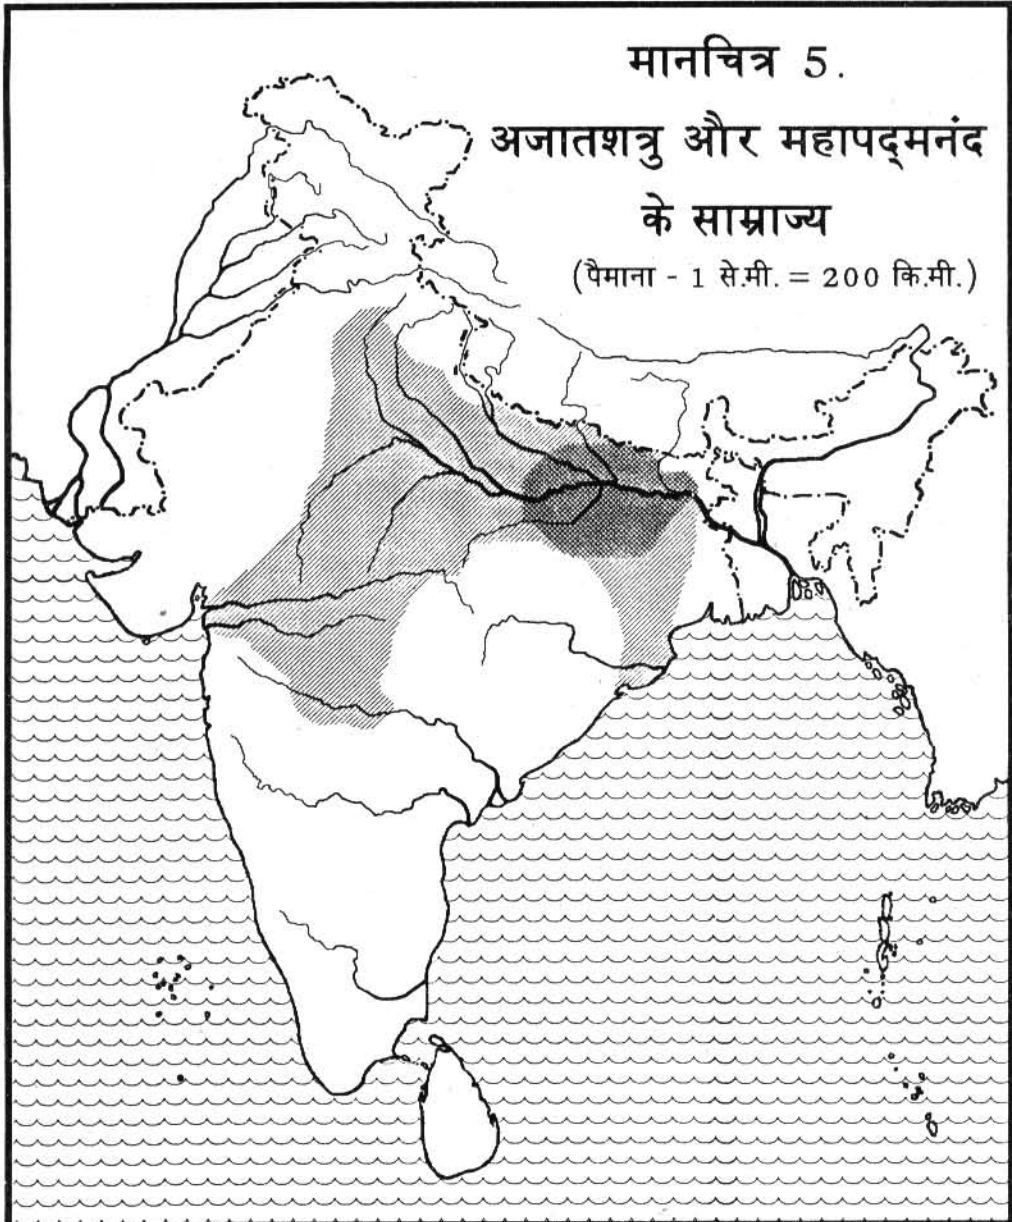 मानचित्र 5.
अजातशत्रु और महापद्मनंद
के साम्राज्य
(पैमाना - 1 से.मी. = 200 कि.मी.)